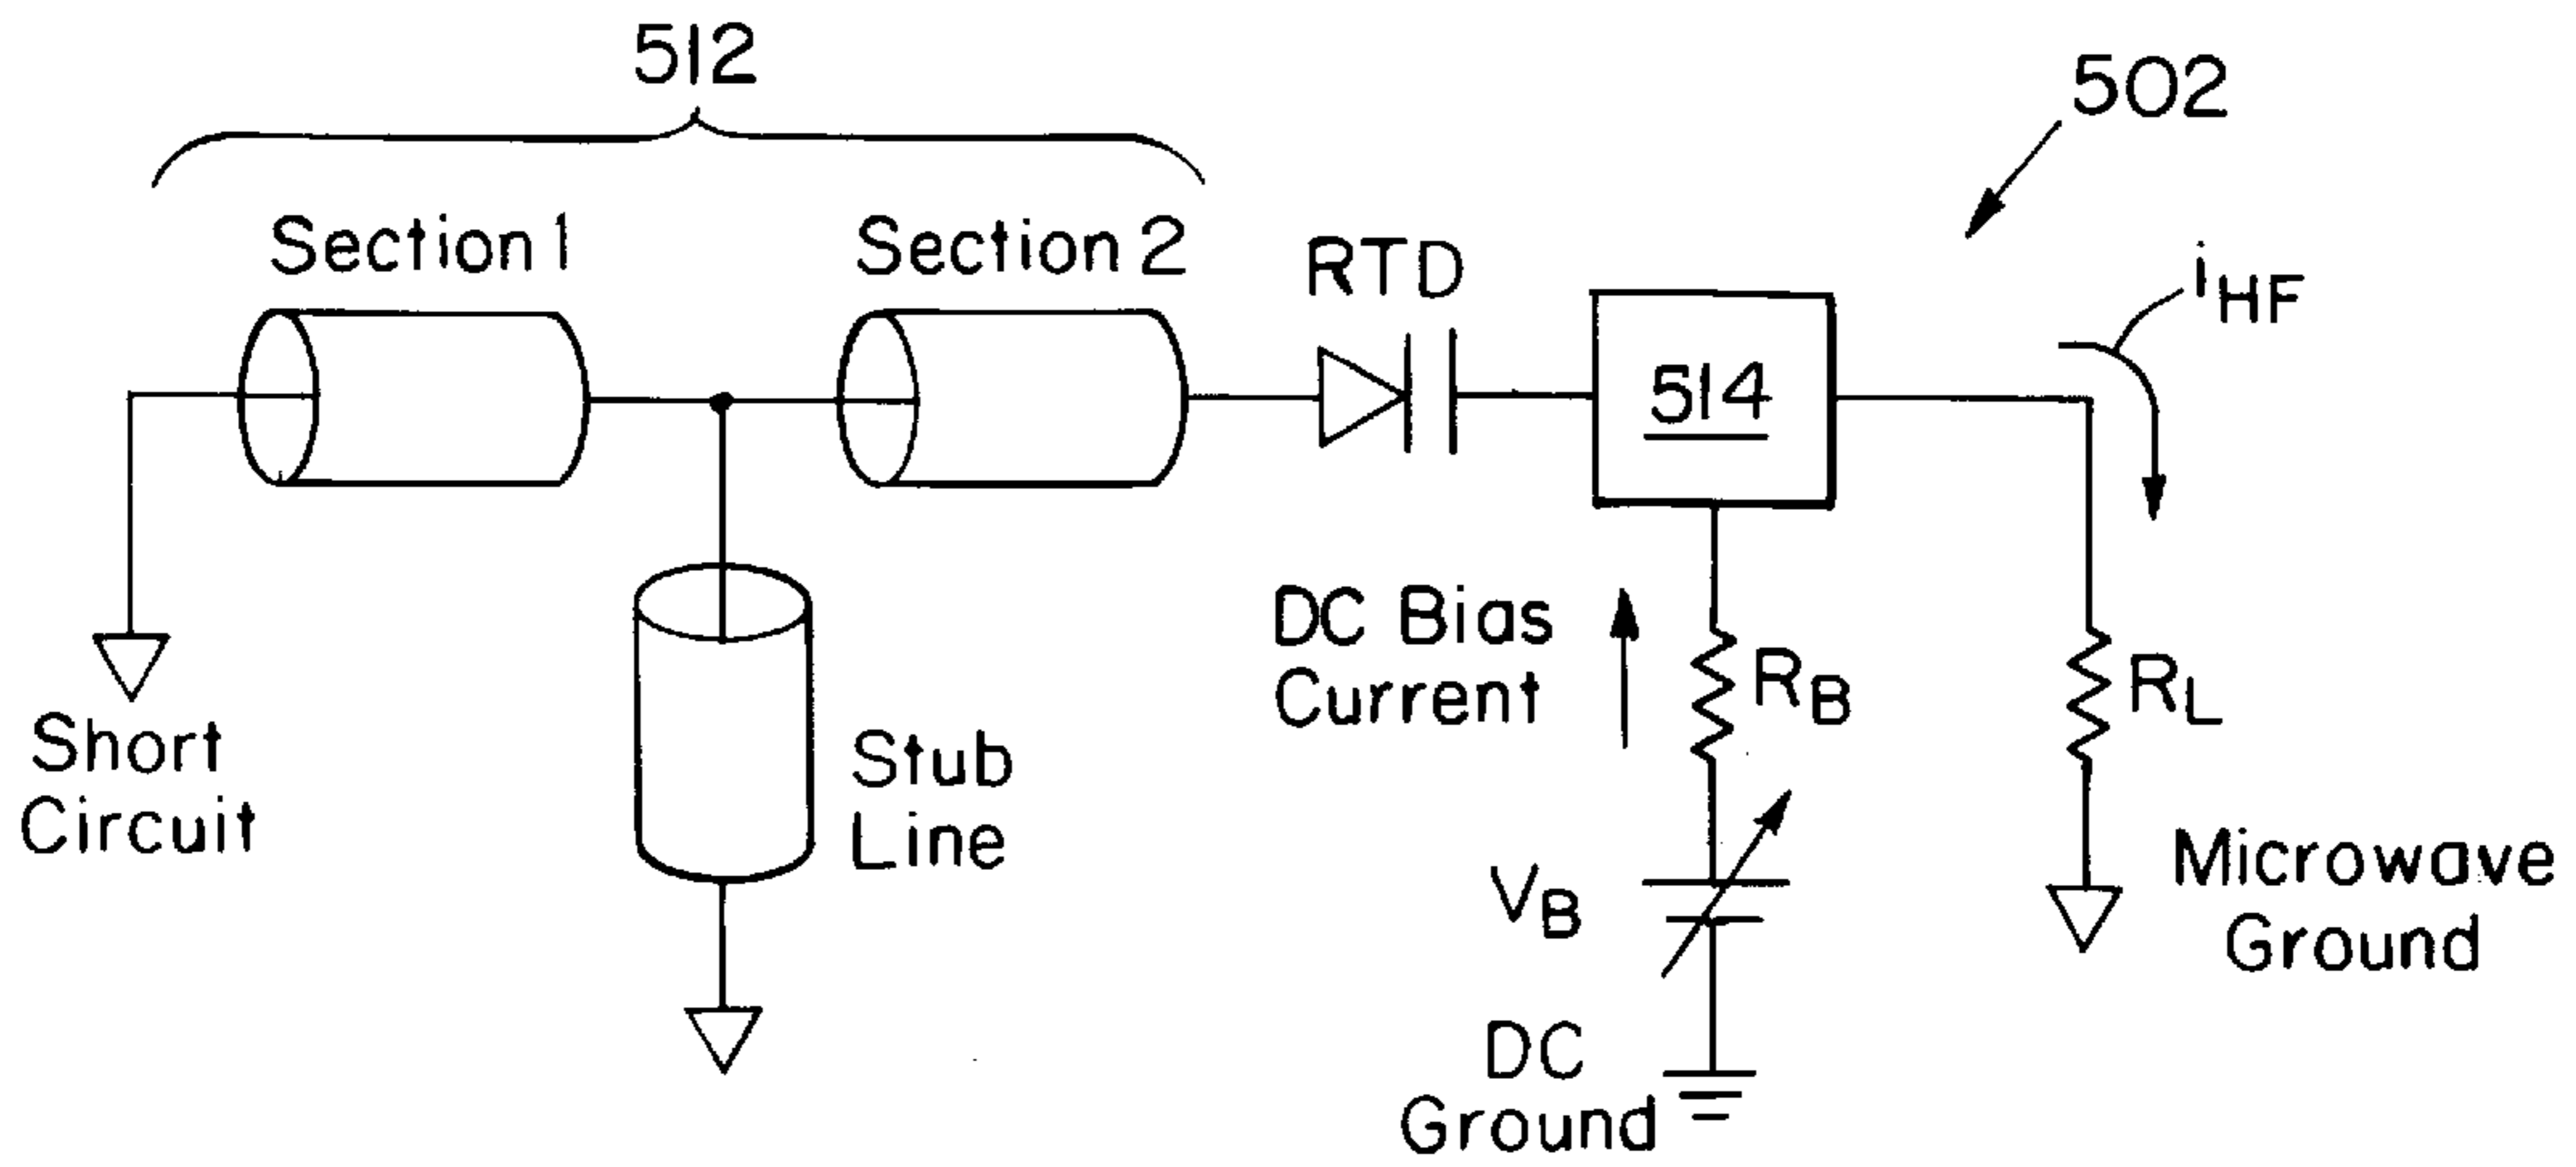 512
502
Section 1
Section 2
RTD
iHF
514
DC Bias
Current
RB
RL
Short
Circuit
Stub
Line
VB
Microwave
Ground
DC
Ground